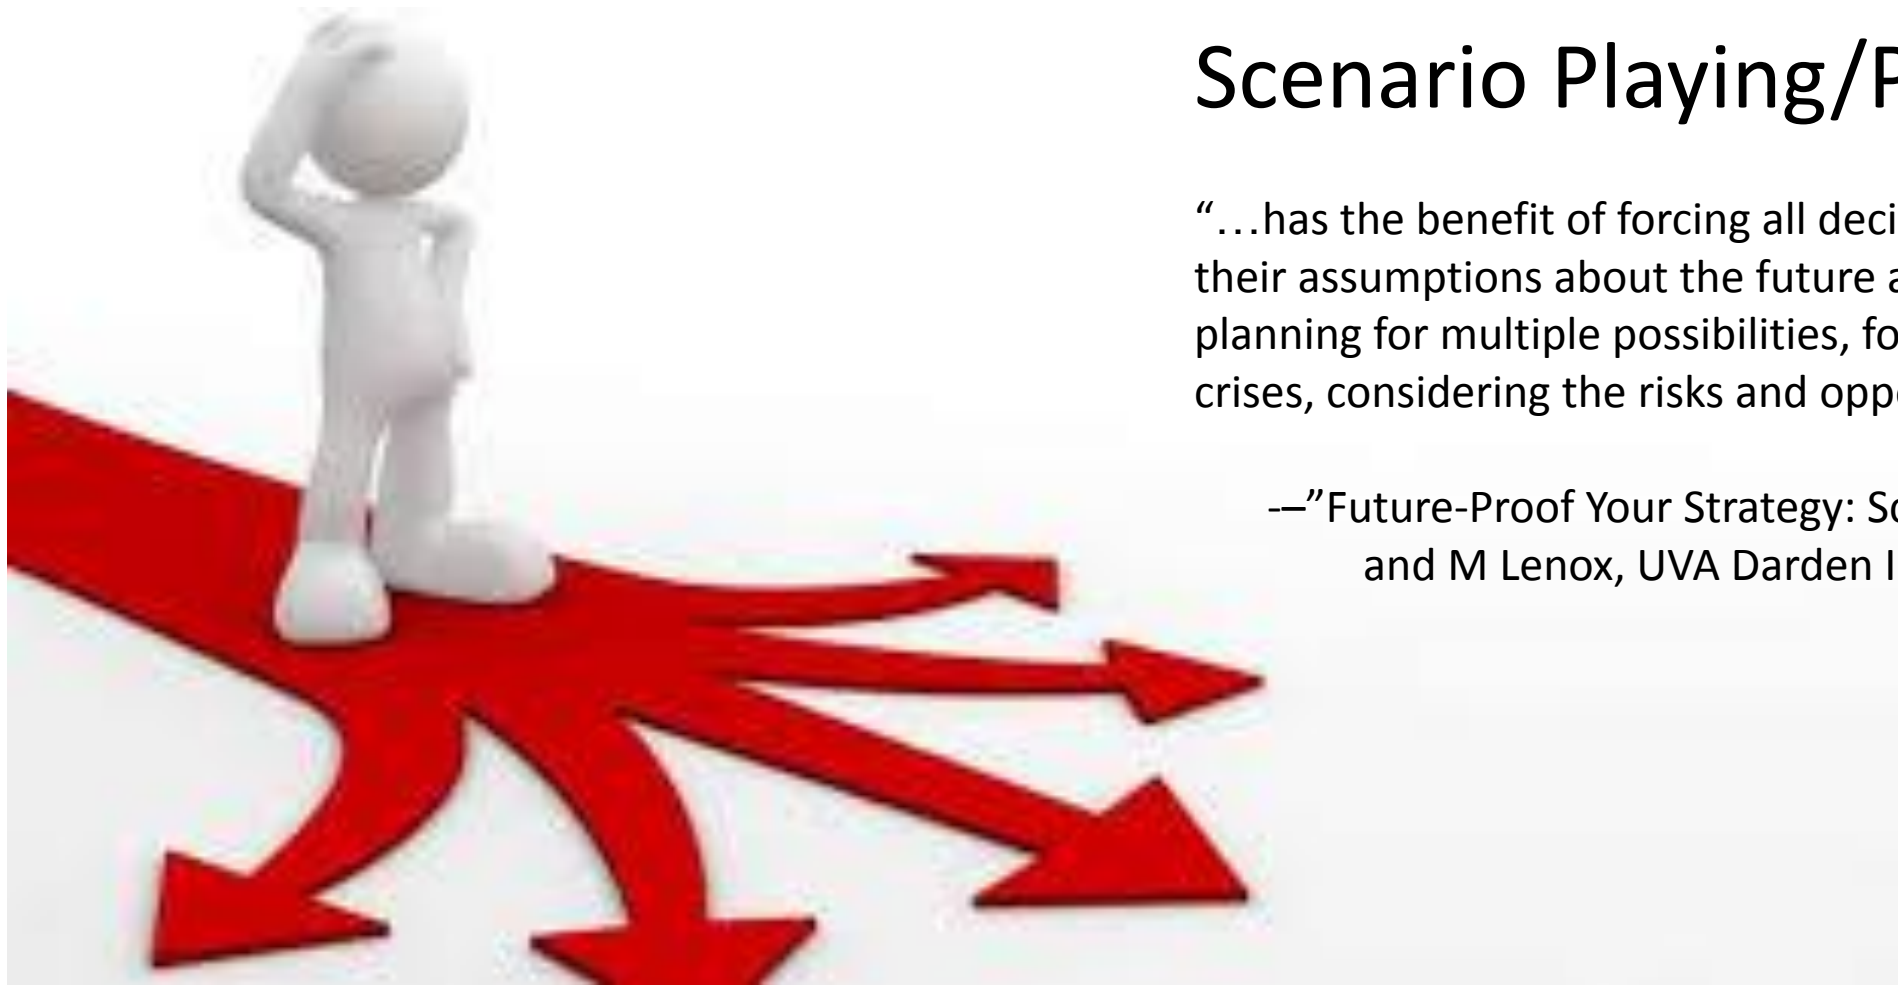 Scenario Playing/P
“…has the benefit of forcing all deci
their assumptions about the future a
planning for multiple possibilities, fo
crises, considering the risks and oppo
-–”Future-Proof Your Strategy: Sc
and M Lenox, UVA Darden I